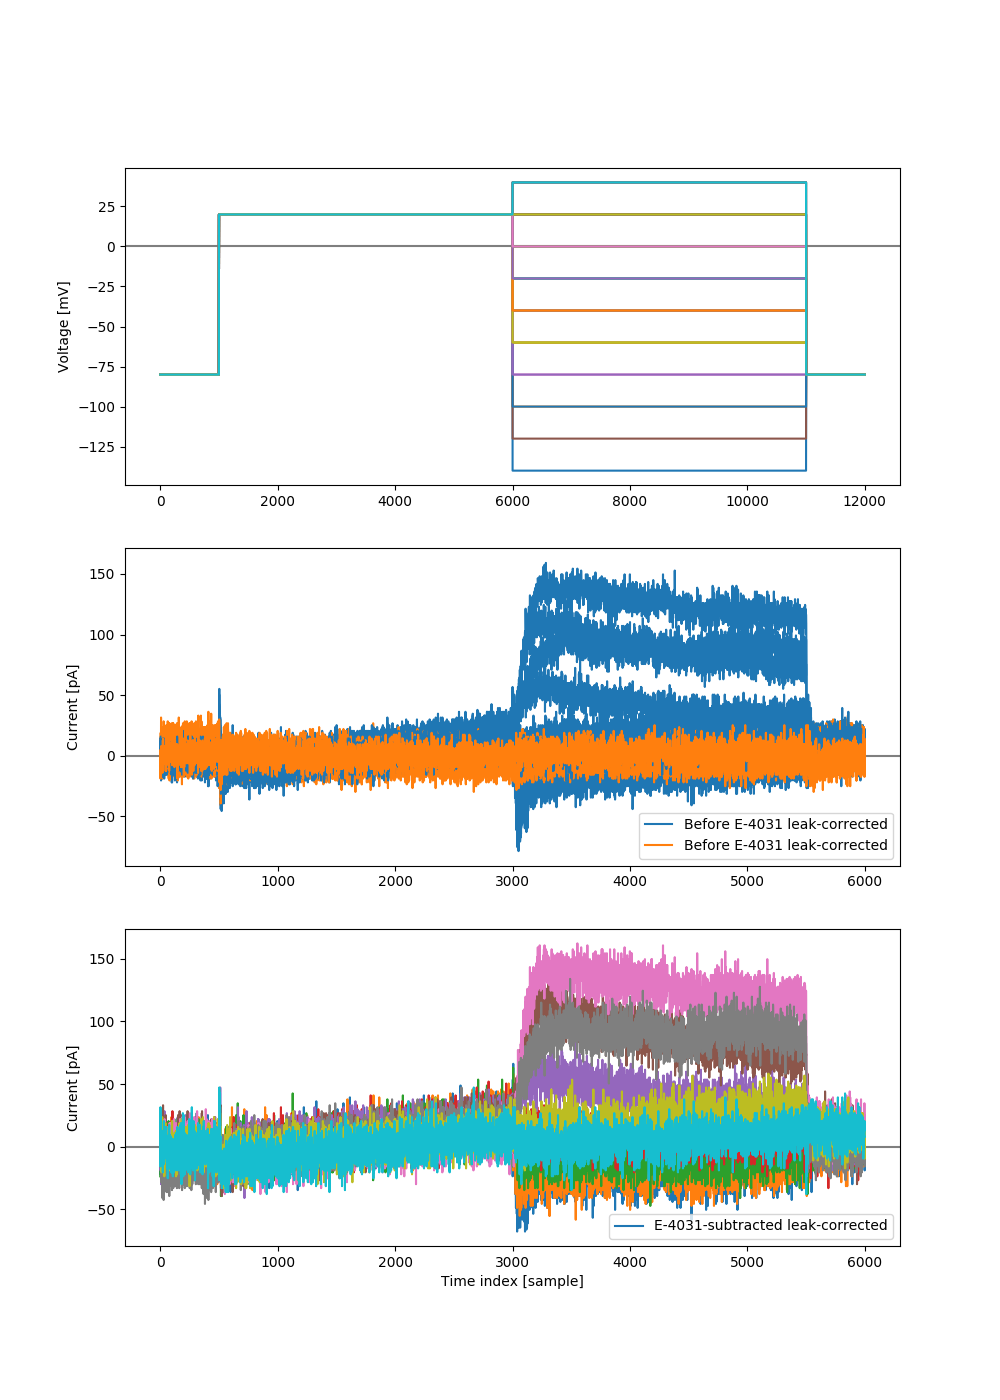 25
0
−25
−50
−75
−100
−125
Voltage [mV]
0 2000 4000 6000 8000 10000 12000
150
100
50
0
−50
Current [pA]
Before E-4031 leak-corrected
Before E-4031 leak-corrected
0 1000 2000 3000 4000 5000 6000
150
100
50
0
−50
Current [pA]
E-4031-subtracted leak-corrected
0 1000 2000 3000 4000 5000 6000
Time index [sample]